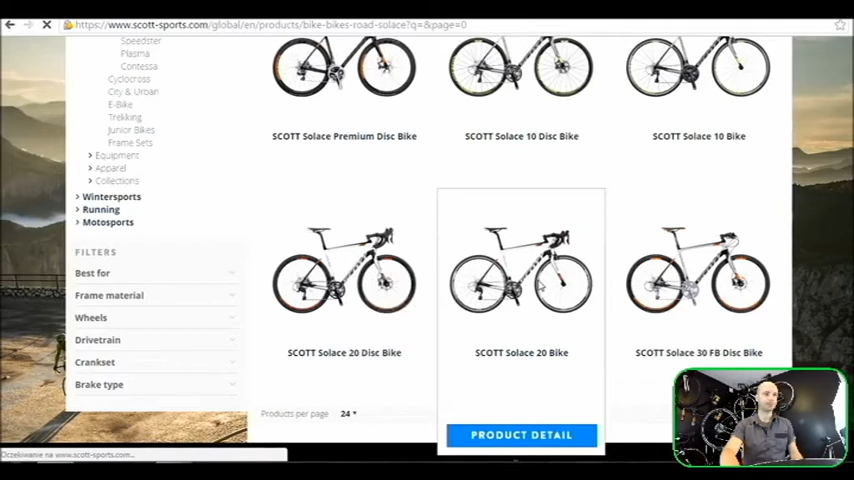 https://www.scott-sports.com/global/en/products/bike-bikes-road-solace?q=&page=0
Speedster
Plasma
Contessa
Cyclocross
City & Urban
E-Bike
Trekking
Junior Bikes
Frame Sets
Equipment
Apparel
Collections
Wintersports
Running
Motosports
FILTERS
Best for
Frame material
Wheels
Drivetrain
Crankset
Brake type
SCOTT Solace Premium Disc Bike
SCOTT Solace 10 Disc Bike
SCOTT Solace 10 Bike
SCOTT Solace 20 Disc Bike
SCOTT Solace 20 Bike
SCOTT Solace 30 FB Disc Bike
Products per page 24
PRODUCT DETAIL
Oczekiwanie na www.scott-sports.com...